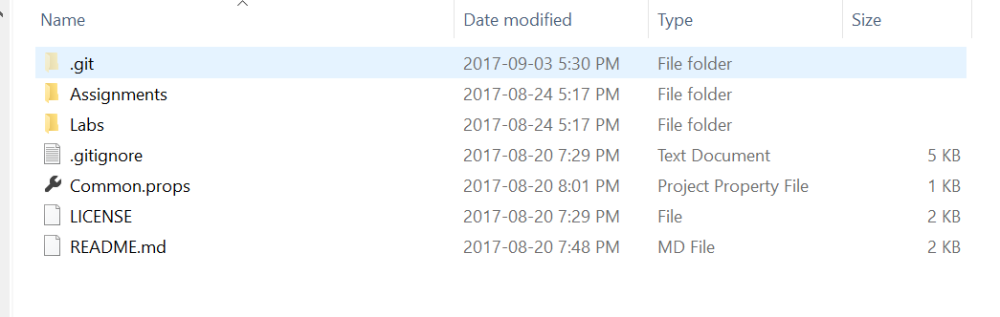 Name Date modified Type Size
.git 2017-09-03 5:30 PM File folder
Assignments 2017-08-24 5:17 PM File folder
Labs 2017-08-24 5:17 PM File folder
.gitignore 2017-08-20 7:29 PM Text Document 5 KB
Common.props 2017-08-20 8:01 PM Project Property File 1 KB
LICENSE 2017-08-20 7:29 PM File 2 KB
README.md 2017-08-20 7:48 PM MD File 2 KB